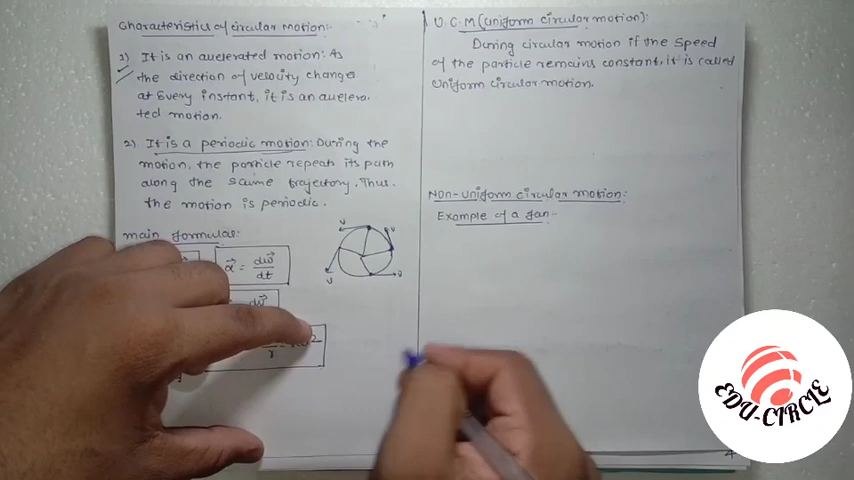 Characteristics of circular motion:-
1) It is an accelerated motion: As
the direction of velocity changes
at every instant, it is an accelera-
ted motion.
2) It is a periodic motion: During the
motion, the particle repeats its path
along the same trajectory. Thus.
the motion is periodic.
main formulas:
α⃗ = dω⃗/dt
dv⃗
r
2
v
v
v
v
U.C.M (Uniform circular motion):
During circular motion if the speed
of the particle remains constant, it is called
Uniform circular motion.
Non-uniform circular motion:
Example of a fan-
4
EDU-CIRCLE